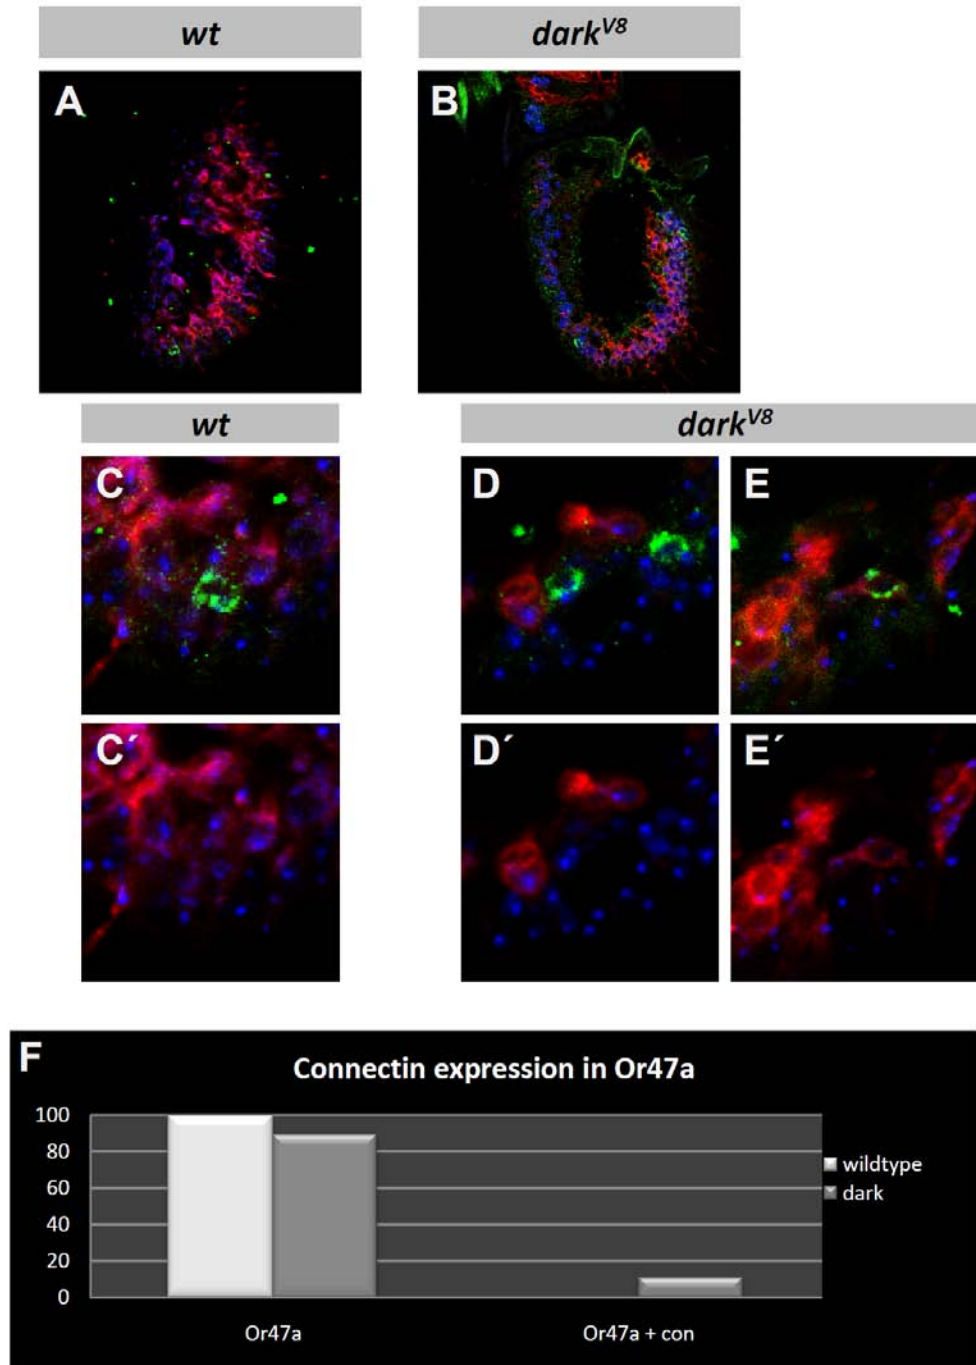 wt dark^V8
A B
wt dark^V8
C D E
C´ D´ E´
F
Connectin expression in Or47a
100
80
60
40
20
0
wildtype
dark
Or47a Or47a + con